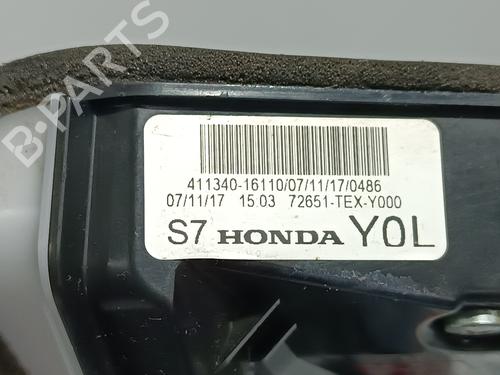 B-PARTS
411340-16110/07/11/17/0486
07/11/17 15 03 72651-TEX-Y000
S7 HONDA Y0L